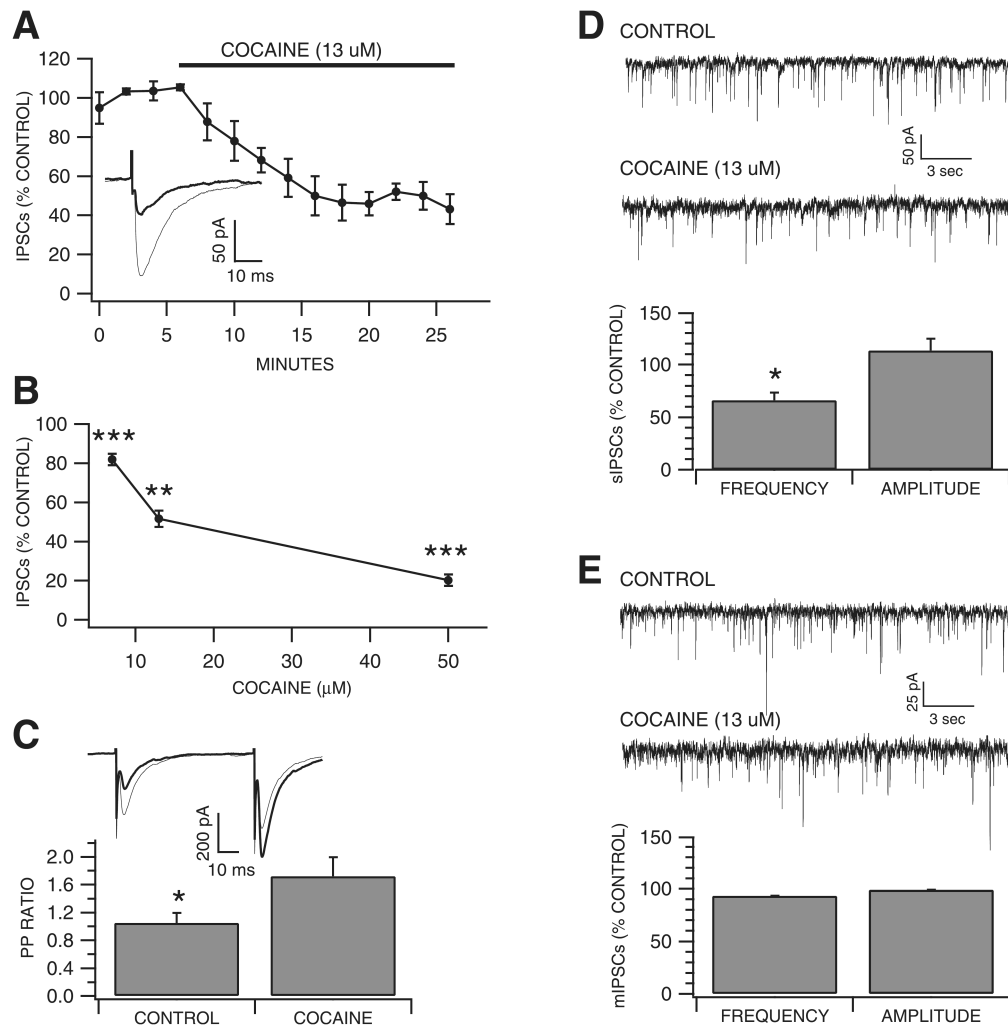 A
COCAINE (13 uM)
120
100
80
60
40
20
0
IPSCs (% CONTROL)
50 pA
10 ms
0 5 10 15 20 25
MINUTES
B
100
80
60
40
20
0
IPSCs (% CONTROL)
***
**
***
10 20 30 40 50
COCAINE (μM)
C
200 pA
10 ms
2.0
1.6
1.2
0.8
0.4
0.0
PP RATIO
*
CONTROL COCAINE
D
CONTROL
50 pA
3 sec
COCAINE (13 uM)
150
100
50
0
sIPSCs (% CONTROL)
*
FREQUENCY AMPLITUDE
E
CONTROL
25 pA
3 sec
COCAINE (13 uM)
150
100
50
0
mIPSCs (% CONTROL)
FREQUENCY AMPLITUDE